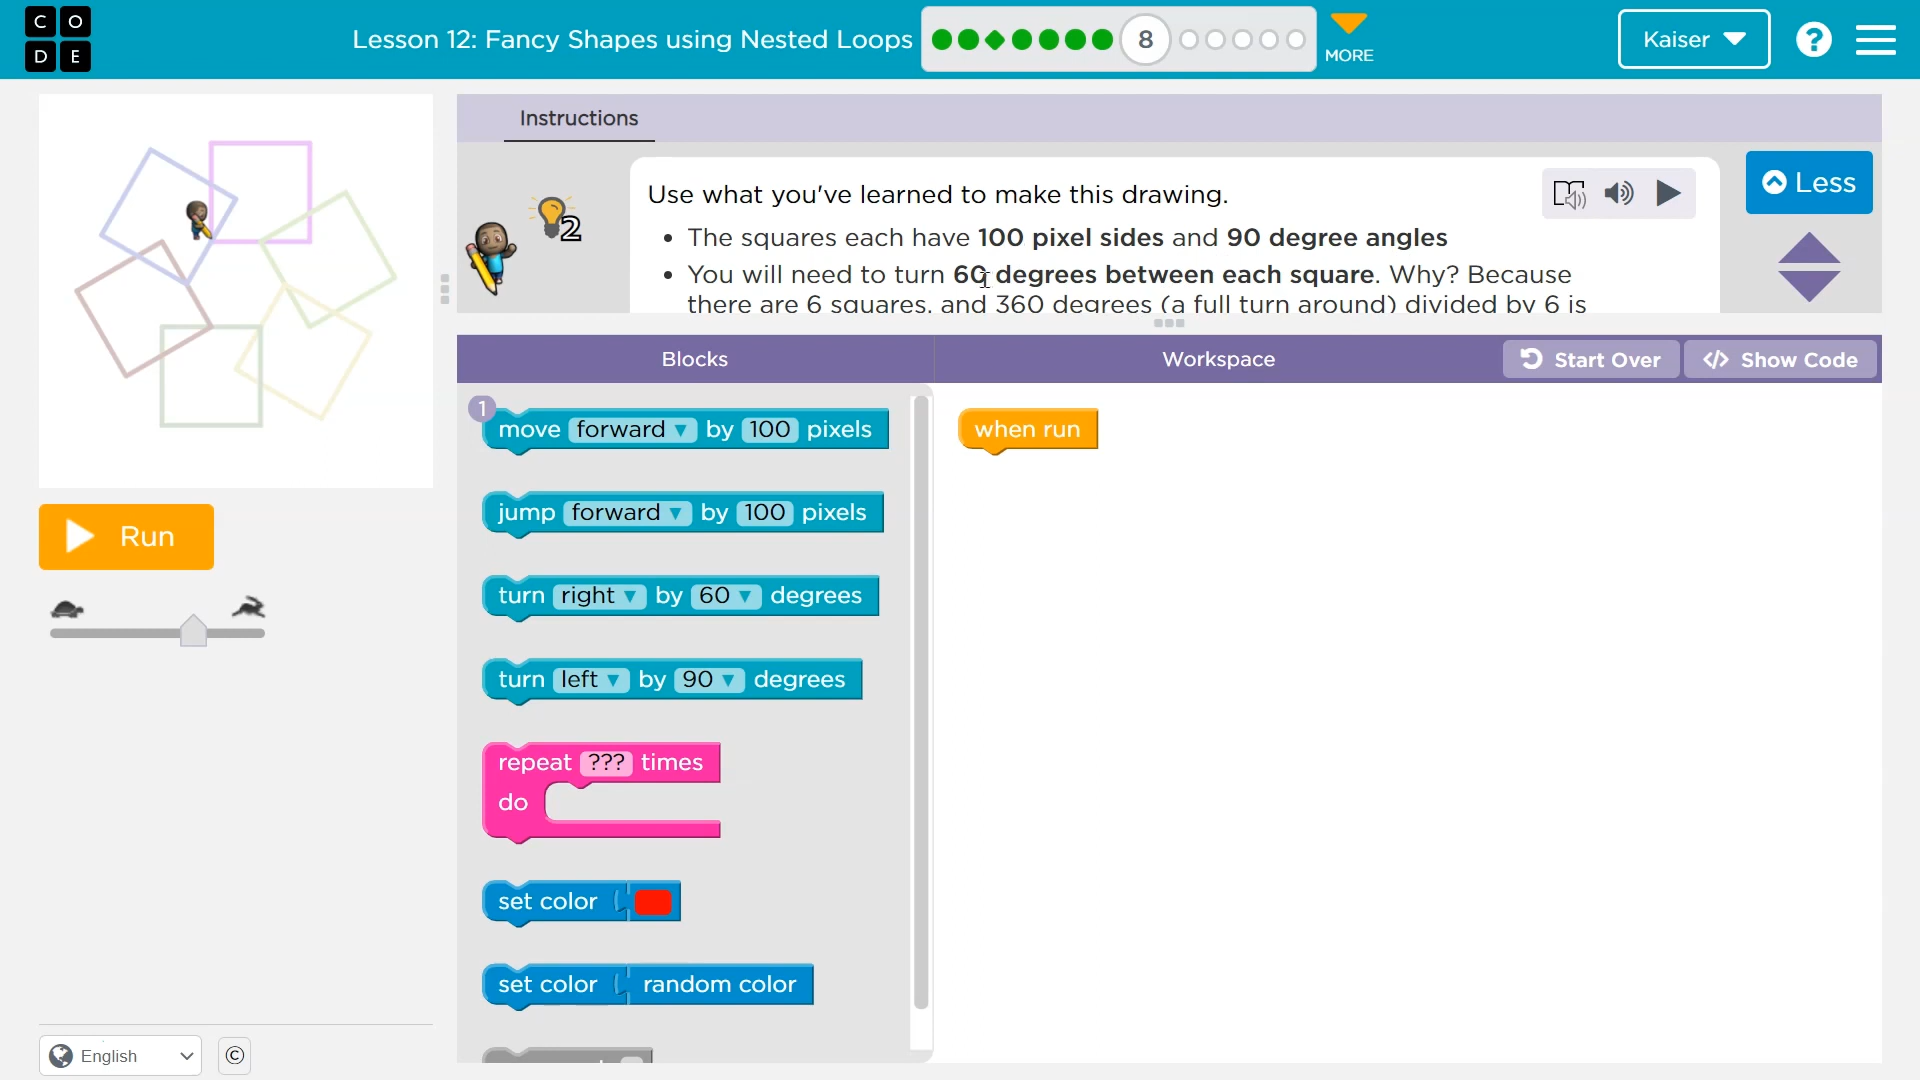 C O
D E
Lesson 12: Fancy Shapes using Nested Loops
8
MORE
Kaiser
?
Instructions
2
Use what you've learned to make this drawing.
• The squares each have 100 pixel sides and 90 degree angles
• You will need to turn 60 degrees between each square. Why? Because
there are 6 squares, and 360 degrees (a full turn around) divided by 6 is
Less
Run
Blocks
Workspace
Start Over
</> Show Code
1
move forward ▼ by 100 pixels
jump forward ▼ by 100 pixels
turn right ▼ by 60 ▼ degrees
turn left ▼ by 90 ▼ degrees
repeat ??? times
do
set color
set color random color
when run
English
©